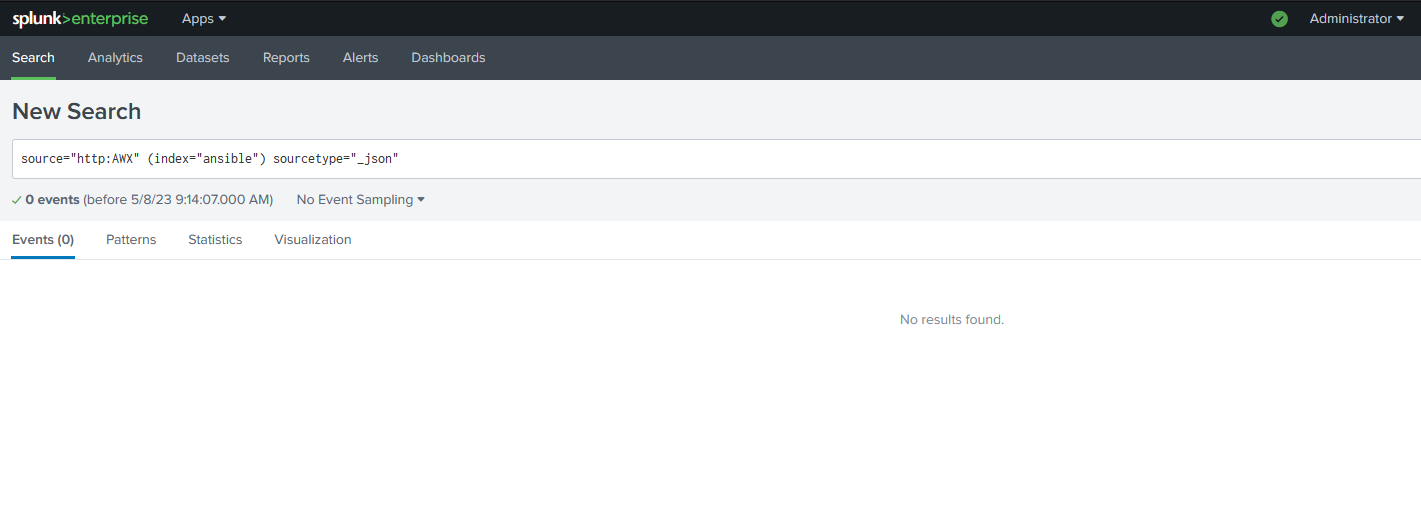 splunk>enterprise Apps Administrator
Search Analytics Datasets Reports Alerts Dashboards
New Search
source="http:AWX" (index="ansible") sourcetype="_json"
0 events (before 5/8/23 9:14:07.000 AM) No Event Sampling
Events (0) Patterns Statistics Visualization
No results found.